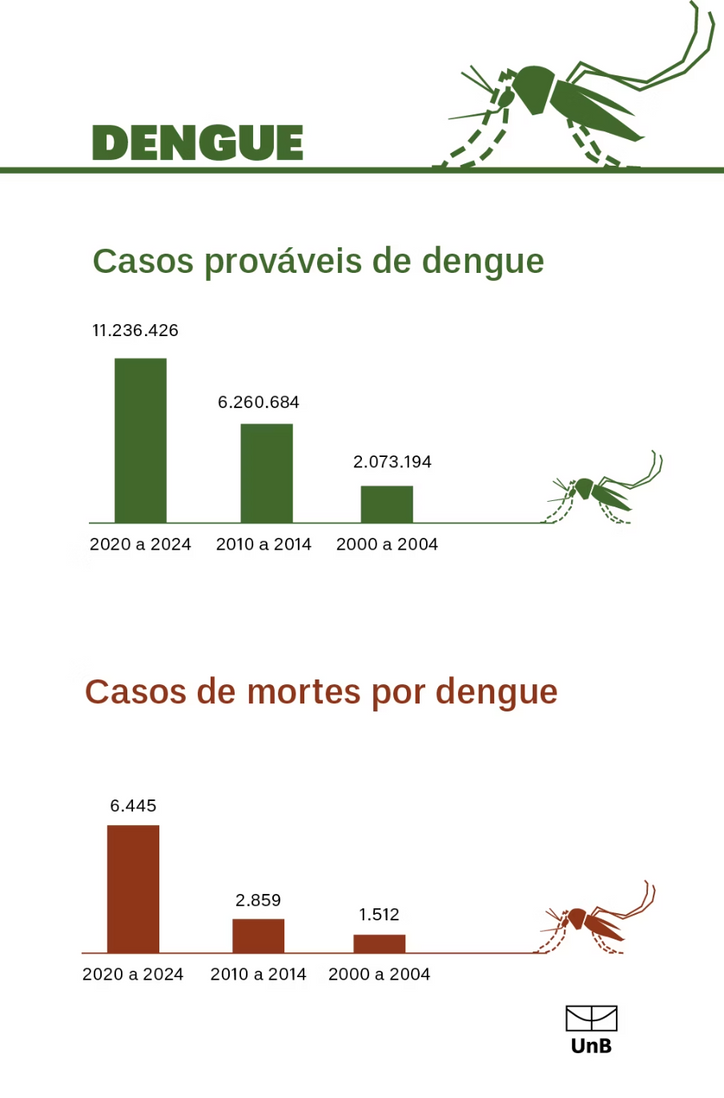 DENGUE
Casos prováveis de dengue
11.236.426
6.260.684
2.073.194
2020 a 2024 2010 a 2014 2000 a 2004
Casos de mortes por dengue
6.445
2.859
1.512
2020 a 2024 2010 a 2014 2000 a 2004
UnB